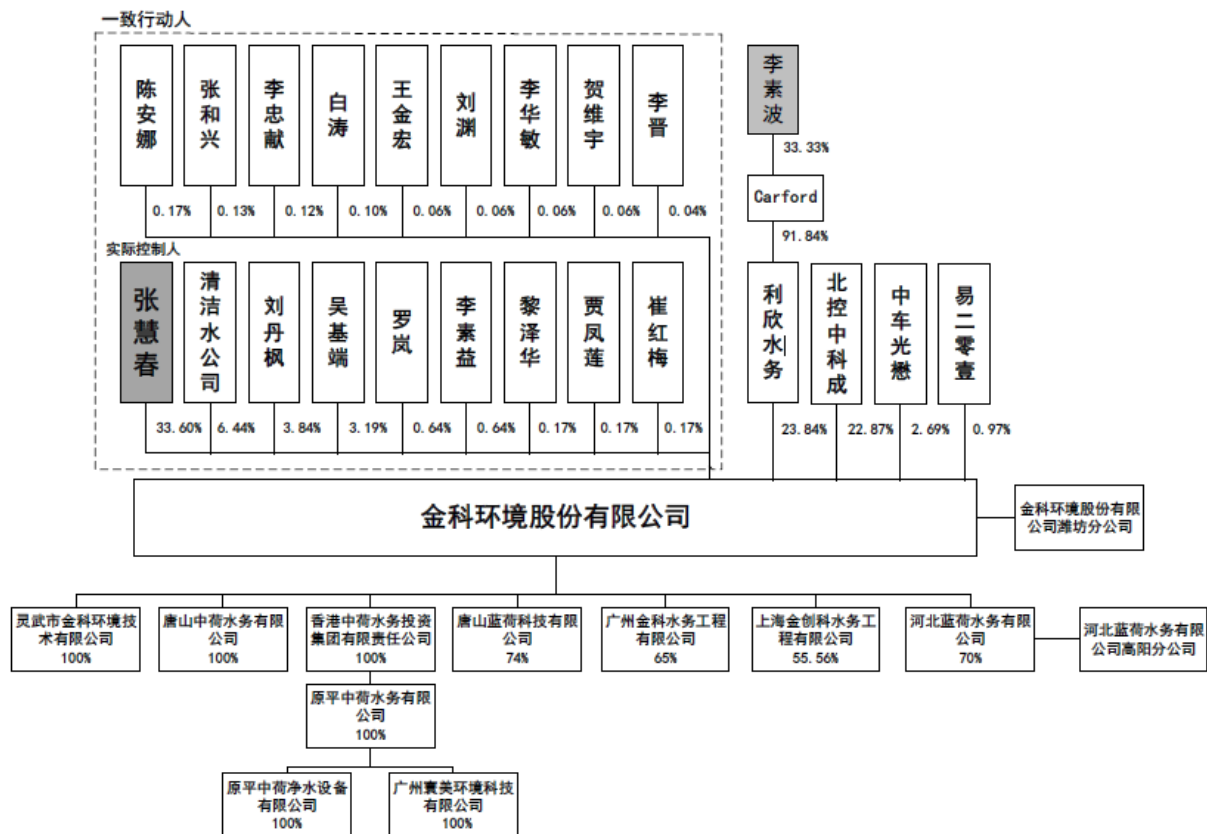 一致行动人
陈安娜
张和兴
李忠献
白涛
王金宏
刘渊
李华敏
贺维宇
李晋
李素波
33.33%
Carford
91.84%
0.17%
0.13%
0.12%
0.10%
0.06%
0.06%
0.06%
0.06%
0.04%
实际控制人
张慧春
清洁水公司
刘丹枫
吴基端
罗岚
李素益
黎泽华
贾凤莲
崔红梅
利欣水务
北控中科成
中车光懋
易二零壹
33.60%
6.44%
3.84%
3.19%
0.64%
0.64%
0.17%
0.17%
0.17%
23.84%
22.87%
2.69%
0.97%
金科环境股份有限公司
金科环境股份有限
公司潍坊分公司
灵武市金科环境技
术有限公司
100%
唐山中荷水务有限
公司
100%
香港中荷水务投资
集团有限责任公司
100%
唐山蓝荷科技有限
公司
74%
广州金科水务工程
有限公司
65%
上海金创科水务工
程有限公司
55.56%
河北蓝荷水务有限
公司
70%
河北蓝荷水务有限
公司高阳分公司
原平中荷水务有限
公司
100%
原平中荷净水设备
有限公司
100%
广州寰美环境科技
有限公司
100%